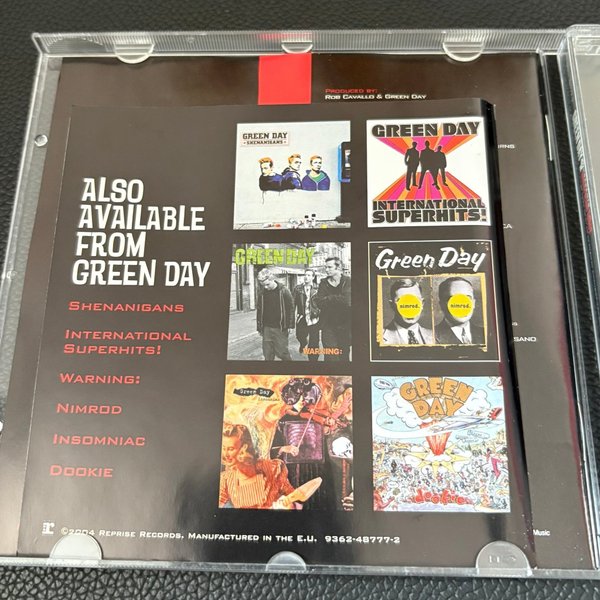 PRODUCED BY:
ROB CAVALLO & GREEN DAY
ALSO
AVAILABLE
FROM
GREEN DAY
SHENANIGANS
INTERNATIONAL
SUPERHITS!
WARNING:
NIMROD
INSOMNIAC
DOOKIE
GREEN DAY
SHENANIGANS
GREEN DAY
INTERNATIONAL
SUPERHITS!
GREEN DAY
WARNING:
Green Day
nimrod. nimrod.
Green Day
Insomniac
GREEN
DAY
dookie
r
©2004 REPRISE RECORDS. MANUFACTURED IN THE E.U. 9362-48777-2
Music